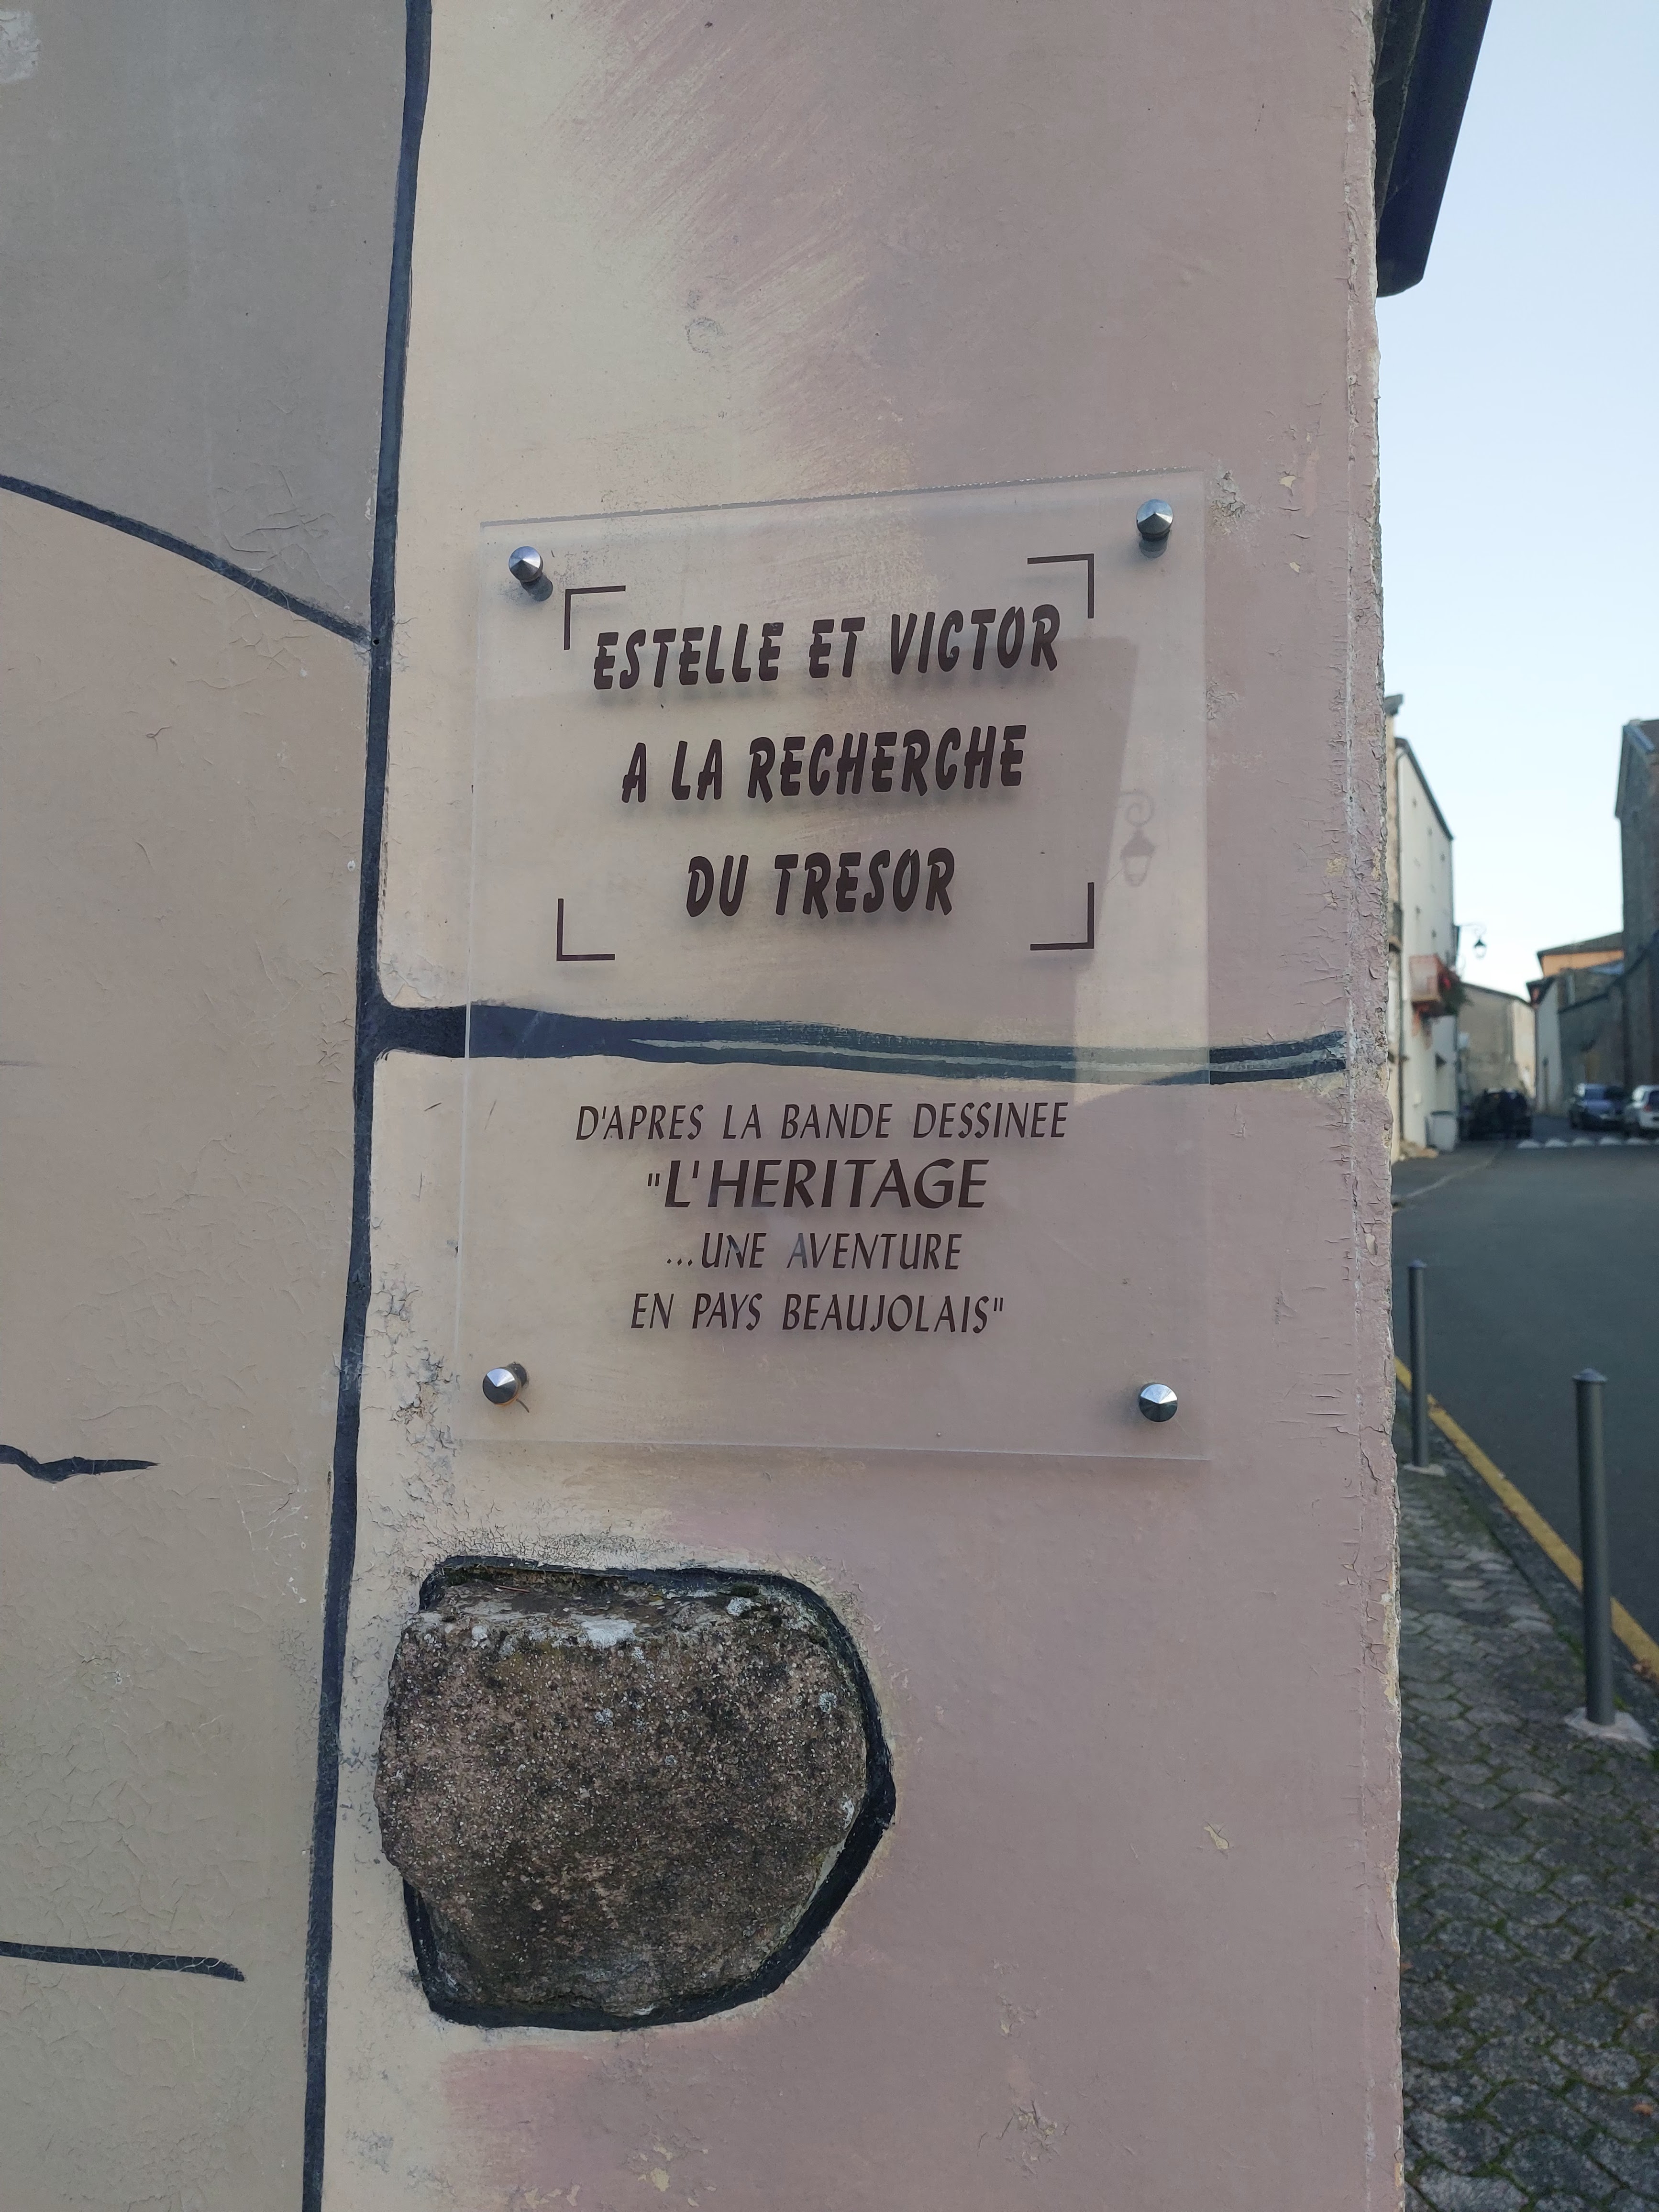 ESTELLE ET VICTOR
A LA RECHERCHE
DU TRESOR
D'APRES LA BANDE DESSINEE
"L'HERITAGE
...UNE AVENTURE
EN PAYS BEAUJOLAIS"